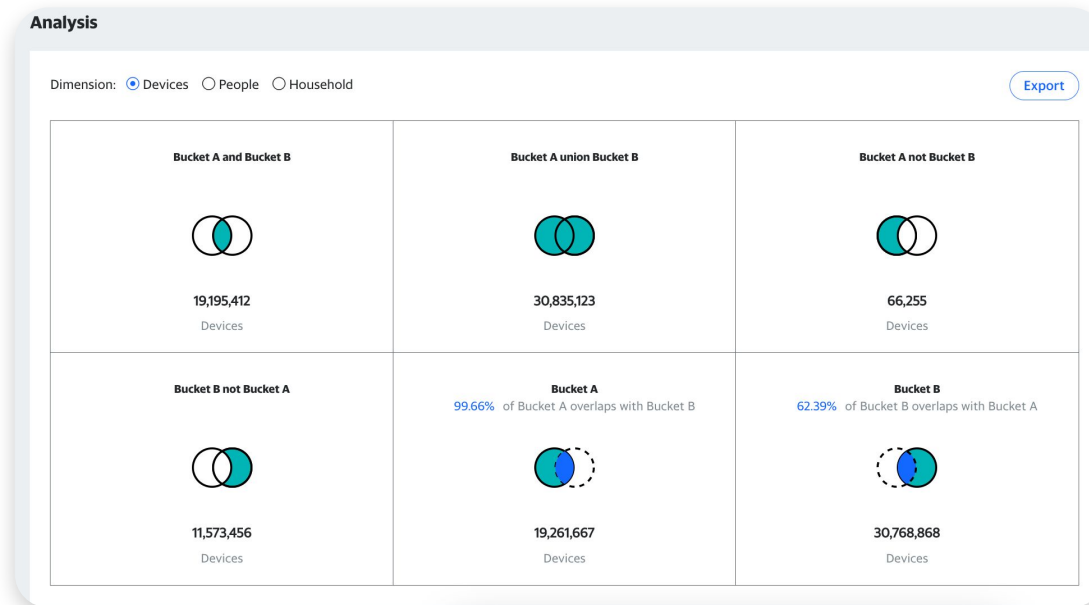 Analysis
Dimension: Devices People Household
Export
Bucket A and Bucket B
19,195,412
Devices
Bucket A union Bucket B
30,835,123
Devices
Bucket A not Bucket B
66,255
Devices
Bucket B not Bucket A
11,573,456
Devices
Bucket A
99.66% of Bucket A overlaps with Bucket B
19,261,667
Devices
Bucket B
62.39% of Bucket B overlaps with Bucket A
30,768,868
Devices